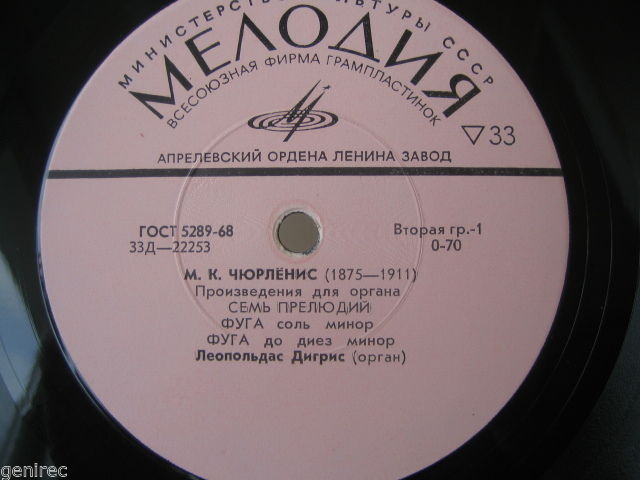 МИНИСТЕРСТВО КУЛЬТУРЫ СССР
МЕЛОДИЯ
ВСЕСОЮЗНАЯ ФИРМА ГРАМПЛАСТИНОК
▽33
АПРЕЛЕВСКИЙ ОРДЕНА ЛЕНИНА ЗАВОД
ГОСТ 5289-68
33Д—22253
Вторая гр.-1
0-70
М. К. ЧЮРЛЁНИС (1875—1911)
Произведения для органа
СЕМЬ ПРЕЛЮДИЙ
ФУГА соль минор
ФУГА до диез минор
Леопольдас Дигрис (орган)
genirec